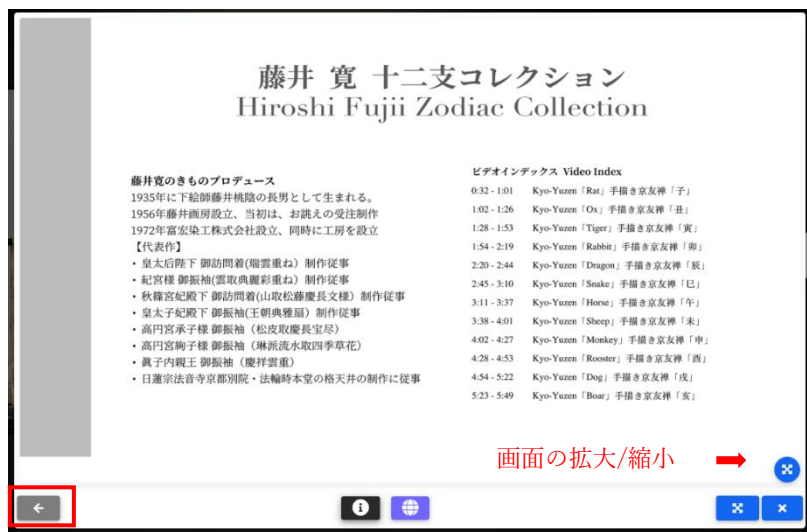 藤井 寛 十二支コレクション
Hiroshi Fujii Zodiac Collection
藤井寛のきものプロデュース
1935年に下絵師藤井桃陰の長男として生まれる。
1956年藤井画房設立、当初は、お誂えの受注制作
1972年富宏染工株式会社設立、同時に工房を設立
【代表作】
・皇太后陛下 御訪問着(瑞雲重ね）制作従事
・紀宮様 御振袖(雲取典麗彩重ね）制作従事
・秋篠宮妃殿下 御訪問着(山取松藤慶長文様）制作従事
・皇太子妃殿下 御振袖(王朝典雅扇）制作従事
・高円宮承子様 御振袖（松皮取慶長宝尽）
・高円宮絢子様 御振袖（琳派流水取四季草花）
・眞子内親王 御振袖（慶祥雲重）
・日蓮宗法音寺京都別院・法輪時本堂の格天井の制作に従事
ビデオインデックス Video Index
0:32 - 1:01 Kyo-Yuzen「Rat」手描き京友禅「子」
1:02 - 1:26 Kyo-Yuzen「Ox」手描き京友禅「丑」
1:28 - 1:53 Kyo-Yuzen「Tiger」手描き京友禅「寅」
1:54 - 2:19 Kyo-Yuzen「Rabbit」手描き京友禅「卯」
2:20 - 2:44 Kyo-Yuzen「Dragon」手描き京友禅「辰」
2:45 - 3:10 Kyo-Yuzen「Snake」手描き京友禅「巳」
3:11 - 3:37 Kyo-Yuzen「Horse」手描き京友禅「午」
3:38 - 4:01 Kyo-Yuzen「Sheep」手描き京友禅「未」
4:02 - 4:27 Kyo-Yuzen「Monkey」手描き京友禅「申」
4:28 - 4:53 Kyo-Yuzen「Rooster」手描き京友禅「酉」
4:54 - 5:22 Kyo-Yuzen「Dog」手描き京友禅「戌」
5:23 - 5:49 Kyo-Yuzen「Boar」手描き京友禅「亥」
画面の拡大/縮小